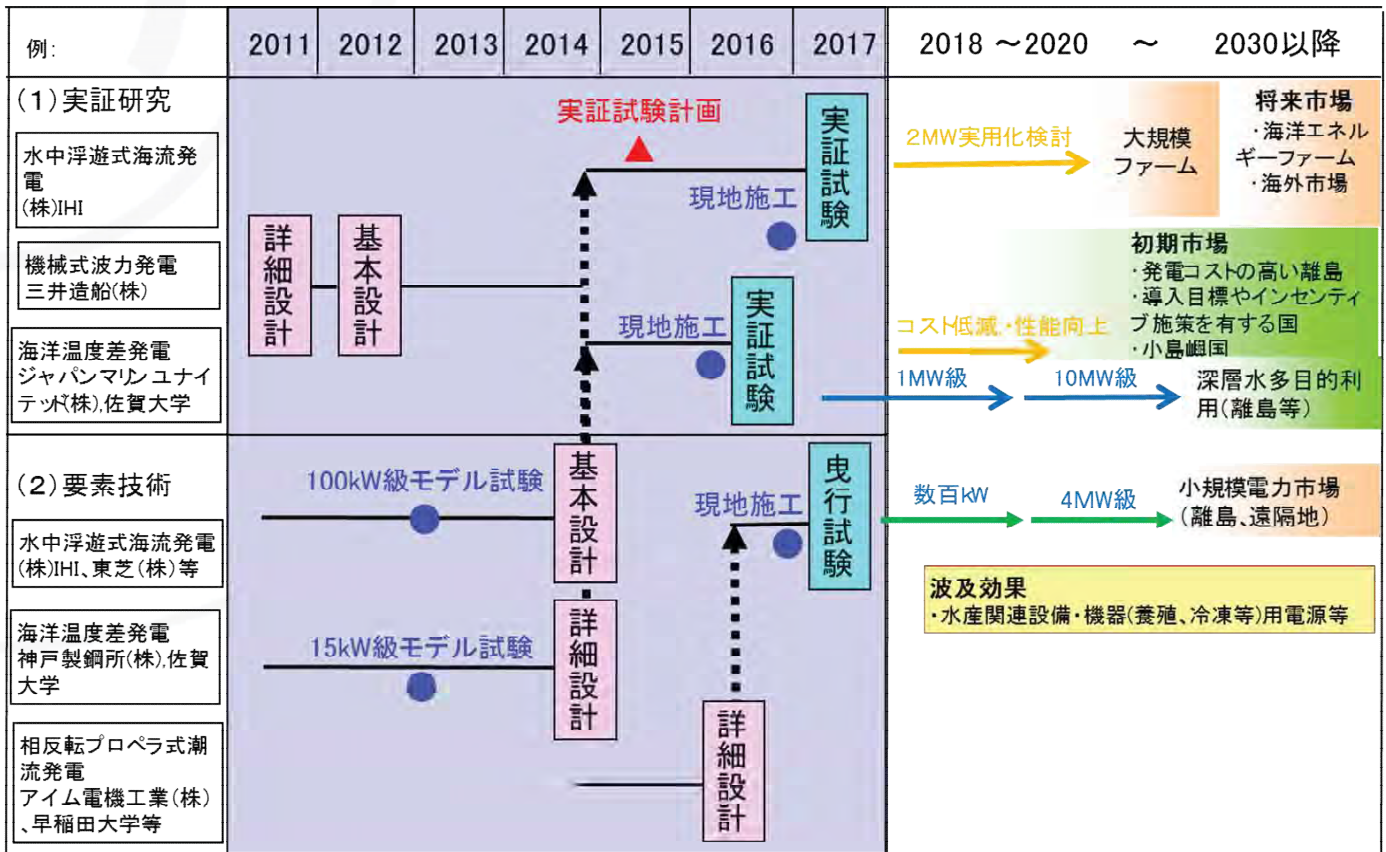 例:
2011
2012
2013
2014
2015
2016
2017
2018 ～2020　～　2030以降
(1)実証研究
水中浮遊式海流発
電
(株)IHI
機械式波力発電
三井造船(株)
海洋温度差発電
ジャパンマリン ユナイ
テッド(株),佐賀大学
詳細設計
基本設計
実証試験計画
現地施工
実証試験
現地施工
実証試験
2MW実用化検討
大規模
ファーム
将来市場
・海洋エネル
ギーファーム
・海外市場
初期市場
・発電コストの高い離島
・導入目標やインセンティ
ブ施策を有する国
・小島嶼国
コスト低減・性能向上
1MW級
10MW級
深層水多目的利
用(離島等)
(2)要素技術
水中浮遊式海流発電
(株)IHI、東芝(株)等
海洋温度差発電
神戸製鋼所(株),佐賀
大学
相反転プロペラ式潮
流発電
アイム電機工業(株)
、早稲田大学等
100kW級モデル試験
基本設計
現地施工
曳行試験
15kW級モデル試験
詳細設計
詳細設計
数百kW
4MW級
小規模電力市場
(離島、遠隔地)
波及効果
・水産関連設備・機器(養殖、冷凍等)用電源等